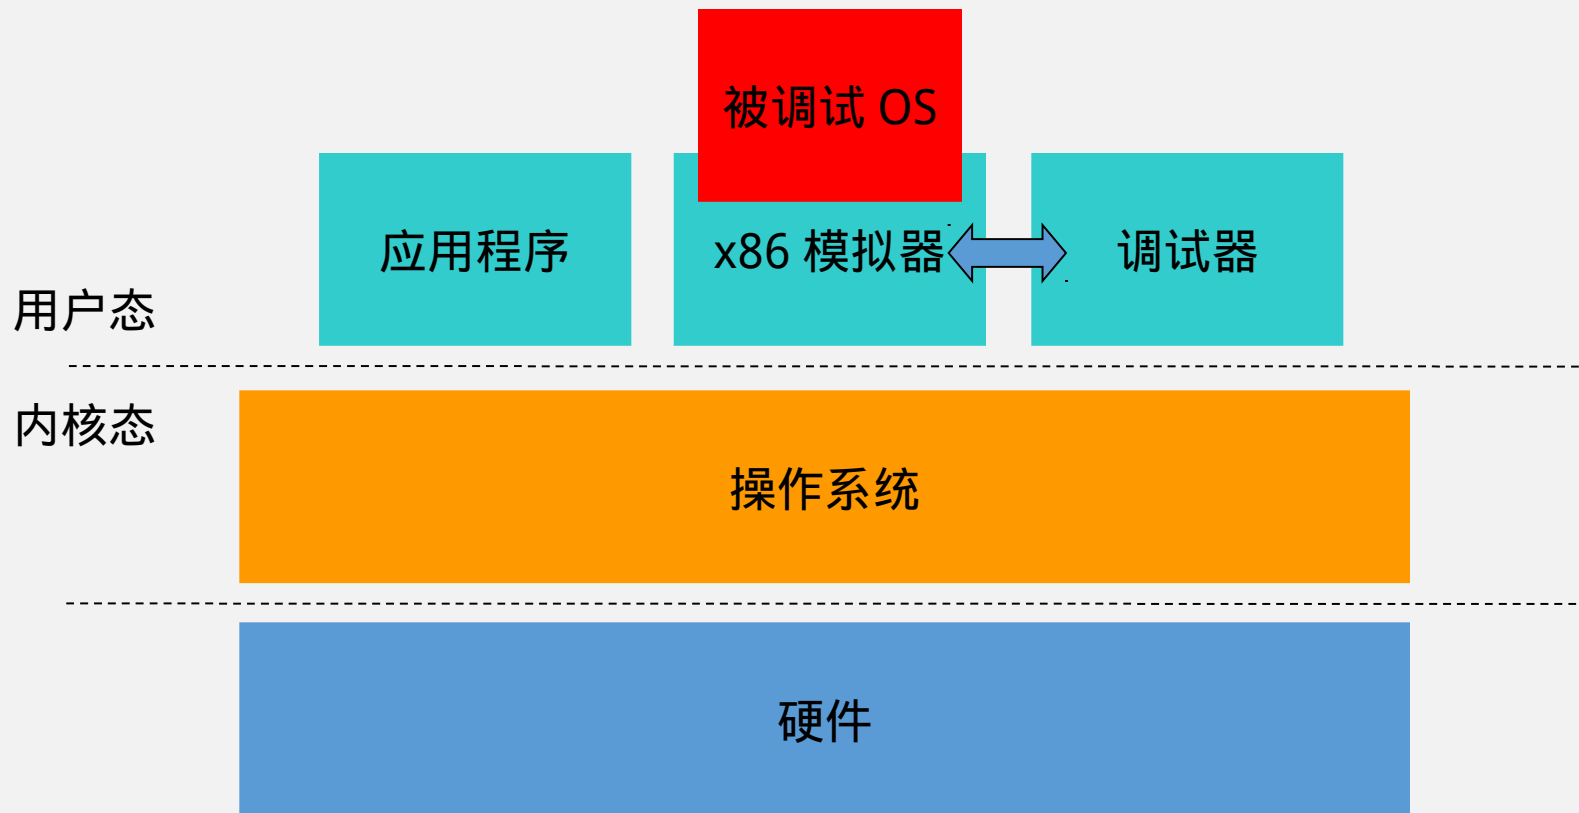 被调试 OS
应用程序
x86 模拟器
调试器
用户态
内核态
操作系统
硬件